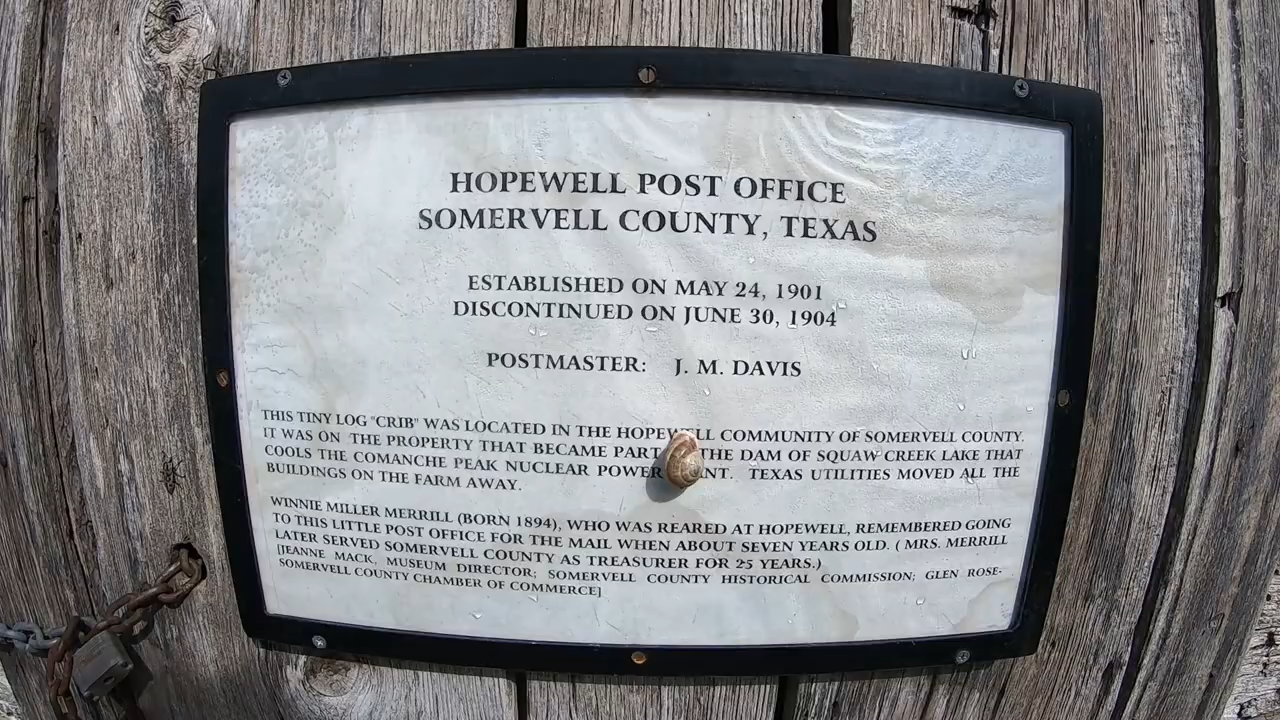 HOPEWELL POST OFFICE
SOMERVELL COUNTY, TEXAS
ESTABLISHED ON MAY 24, 1901
DISCONTINUED ON JUNE 30, 1904
POSTMASTER: J. M. DAVIS
THIS TINY LOG "CRIB" WAS LOCATED IN THE HOPEWELL COMMUNITY OF SOMERVELL COUNTY.
IT WAS ON THE PROPERTY THAT BECAME PART THE DAM OF SQUAW CREEK LAKE THAT
COOLS THE COMANCHE PEAK NUCLEAR POWER NT. TEXAS UTILITIES MOVED ALL THE
BUILDINGS ON THE FARM AWAY.
WINNIE MILLER MERRILL (BORN 1894), WHO WAS REARED AT HOPEWELL, REMEMBERED GOING
TO THIS LITTLE POST OFFICE FOR THE MAIL WHEN ABOUT SEVEN YEARS OLD. ( MRS. MERRILL
LATER SERVED SOMERVELL COUNTY AS TREASURER FOR 25 YEARS.)
[JEANNE MACK, MUSEUM DIRECTOR; SOMERVELL COUNTY HISTORICAL COMMISSION; GLEN ROSE-
SOMERVELL COUNTY CHAMBER OF COMMERCE]